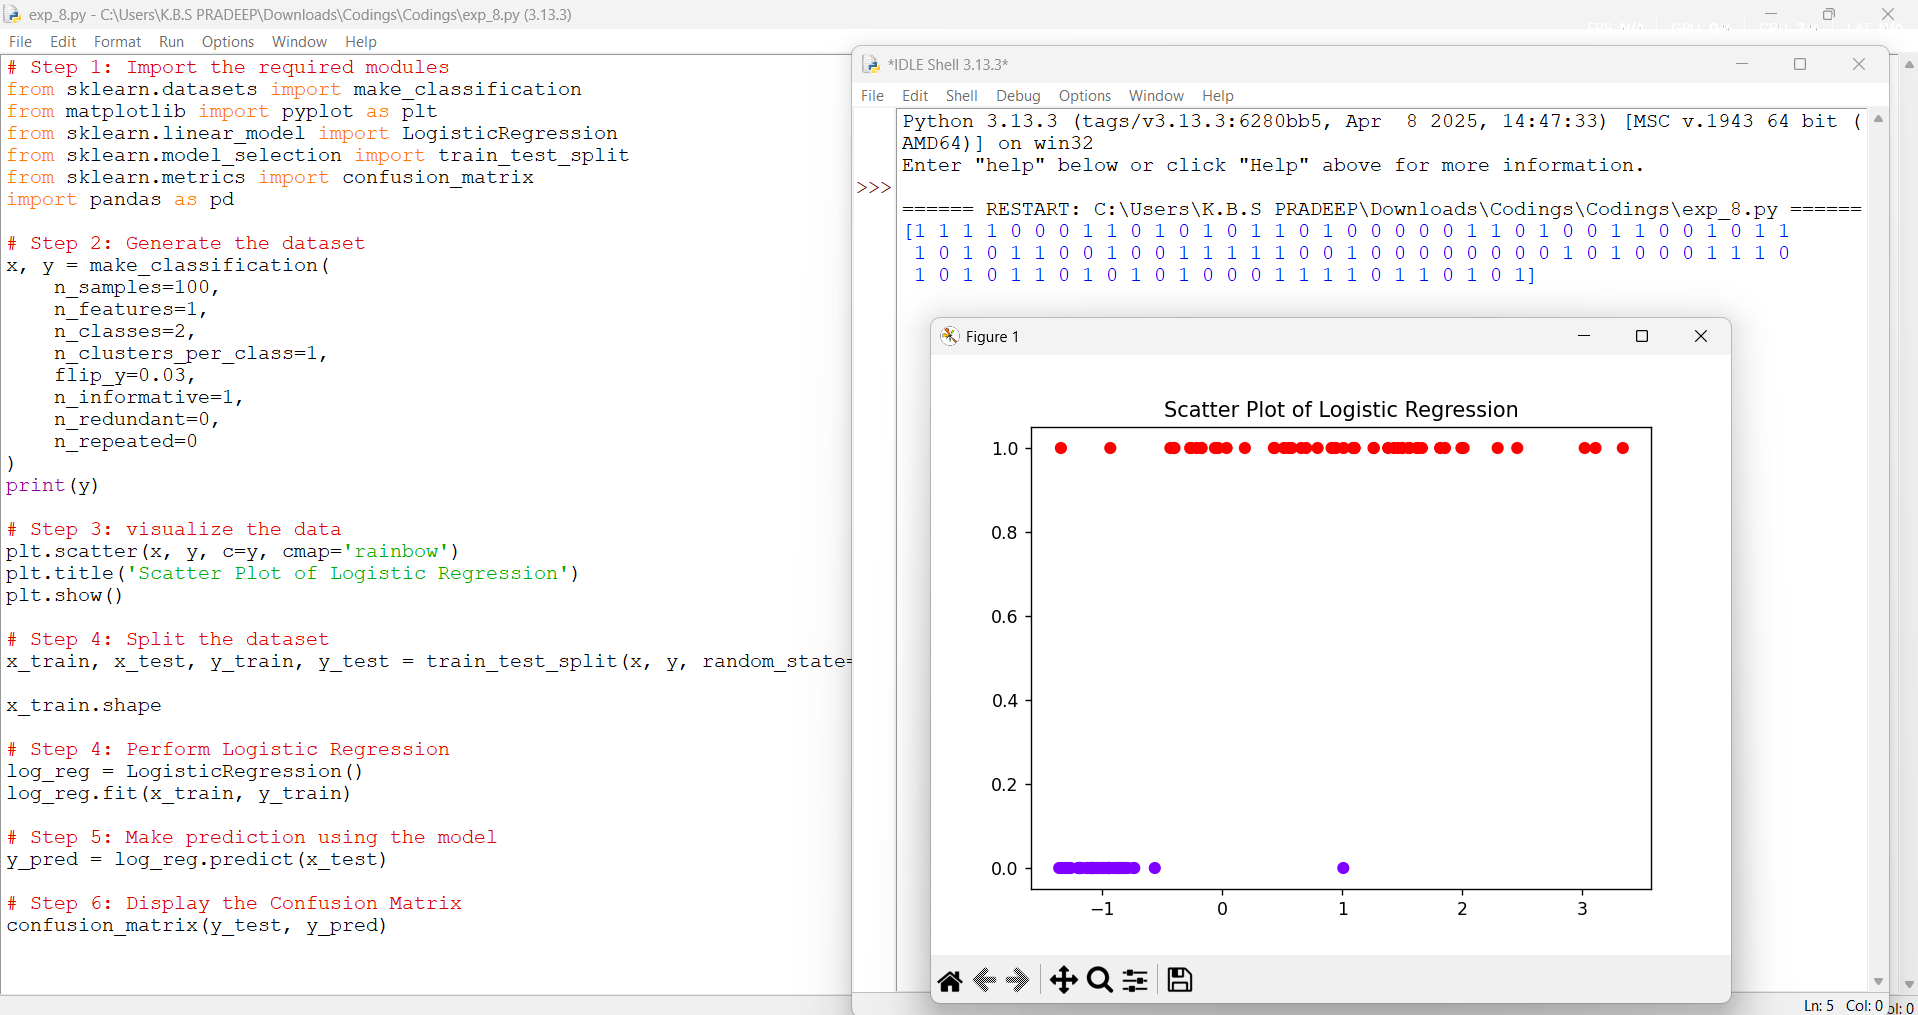 exp_8.py - C:\Users\K.B.S PRADEEP\Downloads\Codings\Codings\exp_8.py (3.13.3)
File Edit Format Run Options Window Help
# Step 1: Import the required modules
from sklearn.datasets import make_classification
from matplotlib import pyplot as plt
from sklearn.linear_model import LogisticRegression
from sklearn.model_selection import train_test_split
from sklearn.metrics import confusion_matrix
import pandas as pd
# Step 2: Generate the dataset
x, y = make_classification(
    n_samples=100,
    n_features=1,
    n_classes=2,
    n_clusters_per_class=1,
    flip_y=0.03,
    n_informative=1,
    n_redundant=0,
    n_repeated=0
)
print(y)
# Step 3: visualize the data
plt.scatter(x, y, c=y, cmap='rainbow')
plt.title('Scatter Plot of Logistic Regression')
plt.show()
# Step 4: Split the dataset
x_train, x_test, y_train, y_test = train_test_split(x, y, random_state=
x_train.shape
# Step 4: Perform Logistic Regression
log_reg = LogisticRegression()
log_reg.fit(x_train, y_train)
# Step 5: Make prediction using the model
y_pred = log_reg.predict(x_test)
# Step 6: Display the Confusion Matrix
confusion_matrix(y_test, y_pred)
*IDLE Shell 3.13.3*
File Edit Shell Debug Options Window Help
Python 3.13.3 (tags/v3.13.3:6280bb5, Apr  8 2025, 14:47:33) [MSC v.1943 64 bit (
AMD64)] on win32
Enter "help" below or click "Help" above for more information.
>>>
====== RESTART: C:\Users\K.B.S PRADEEP\Downloads\Codings\Codings\exp_8.py ======
[1 1 1 1 0 0 0 1 1 0 1 0 1 0 1 1 0 1 0 0 0 0 0 1 1 0 1 0 0 1 1 0 0 1 0 1 1
 1 0 1 0 1 1 0 0 1 0 0 1 1 1 1 1 0 0 1 0 0 0 0 0 0 0 0 1 0 1 0 0 0 1 1 1 0
 1 0 1 0 1 1 0 1 0 1 0 1 0 0 0 1 1 1 1 0 1 1 0 1 0 1]
Figure 1
Scatter Plot of Logistic Regression
1.0
0.8
0.6
0.4
0.2
0.0
−1 0 1 2 3
Ln: 5 Col: 0